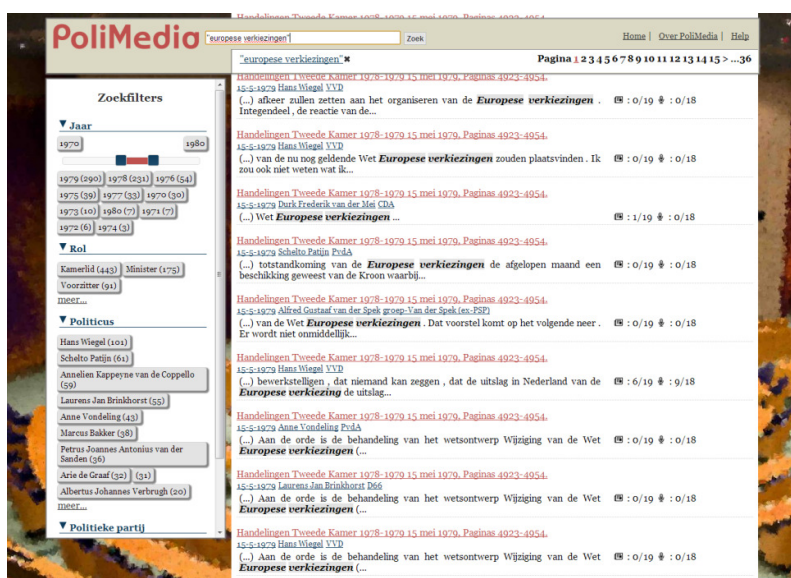 Handelingen Tweede Kamer 1978-1979 15 mei 1979, Paginas 4923-4954.
PoliMedia
"europese verkiezingen"
Zoek
Home | Over PoliMedia | Help
"europese verkiezingen"✖
Pagina 1 2 3 4 5 6 7 8 9 10 11 12 13 14 15 > ...36
Zoekfilters
▼ Jaar
1970 1980
1979 (290) 1978 (231) 1976 (54)
1975 (39) 1977 (33) 1970 (30)
1973 (10) 1980 (7) 1971 (7)
1972 (6) 1974 (3)
▼ Rol
Kamerlid (443) Minister (175)
Voorzitter (91)
meer...
▼ Politicus
Hans Wiegel (101)
Schelto Patijn (61)
Annelien Kappeyne van de Coppello
(59)
Laurens Jan Brinkhorst (55)
Anne Vondeling (43)
Marcus Bakker (38)
Petrus Joannes Antonius van der
Sanden (36)
Arie de Graaf (32) (31)
Albertus Johannes Verbrugh (20)
meer...
▼ Politieke partij
Handelingen Tweede Kamer 1978-1979 15 mei 1979, Paginas 4923-4954.
15-5-1979 Hans Wiegel VVD
(...) afkeer zullen zetten aan het organiseren van de Europese verkiezingen . : 0/19 : 0/18
Integendeel , de reactie van de...
Handelingen Tweede Kamer 1978-1979 15 mei 1979, Paginas 4923-4954.
15-5-1979 Hans Wiegel VVD
(...) van de nu nog geldende Wet Europese verkiezingen zouden plaatsvinden . Ik : 0/19 : 0/18
zou ook niet weten wat ik...
Handelingen Tweede Kamer 1978-1979 15 mei 1979, Paginas 4923-4954.
15-5-1979 Durk Frederik van der Mei CDA
(...) Wet Europese verkiezingen ... : 1/19 : 0/18
Handelingen Tweede Kamer 1978-1979 15 mei 1979, Paginas 4923-4954.
15-5-1979 Schelto Patijn PvdA
(...) totstandkoming van de Europese verkiezingen de afgelopen maand een : 0/19 : 0/18
beschikking geweest van de Kroon waarbij...
Handelingen Tweede Kamer 1978-1979 15 mei 1979, Paginas 4923-4954.
15-5-1979 Alfred Gustaaf van der Spek groep-Van der Spek (ex-PSP)
(...) van de Wet Europese verkiezingen . Dat voorstel komt op het volgende neer . : 0/19 : 0/18
Er wordt niet onmiddellijk...
Handelingen Tweede Kamer 1978-1979 15 mei 1979, Paginas 4923-4954.
15-5-1979 Hans Wiegel VVD
(...) bewerkstelligen , dat niemand kan zeggen , dat de uitslag in Nederland van de : 6/19 : 9/18
Europese verkiezing de uitslag...
Handelingen Tweede Kamer 1978-1979 15 mei 1979, Paginas 4923-4954.
15-5-1979 Anne Vondeling PvdA
(...) Aan de orde is de behandeling van het wetsontwerp Wijziging van de Wet : 0/19 : 0/18
Europese verkiezingen (...
Handelingen Tweede Kamer 1978-1979 15 mei 1979, Paginas 4923-4954.
15-5-1979 Laurens Jan Brinkhorst D66
(...) Aan de orde is de behandeling van het wetsontwerp Wijziging van de Wet : 0/19 : 0/18
Europese verkiezingen (...
Handelingen Tweede Kamer 1978-1979 15 mei 1979, Paginas 4923-4954.
15-5-1979 Hans Wiegel VVD
(...) Aan de orde is de behandeling van het wetsontwerp Wijziging van de Wet : 0/19 : 0/18
Europese verkiezingen (...